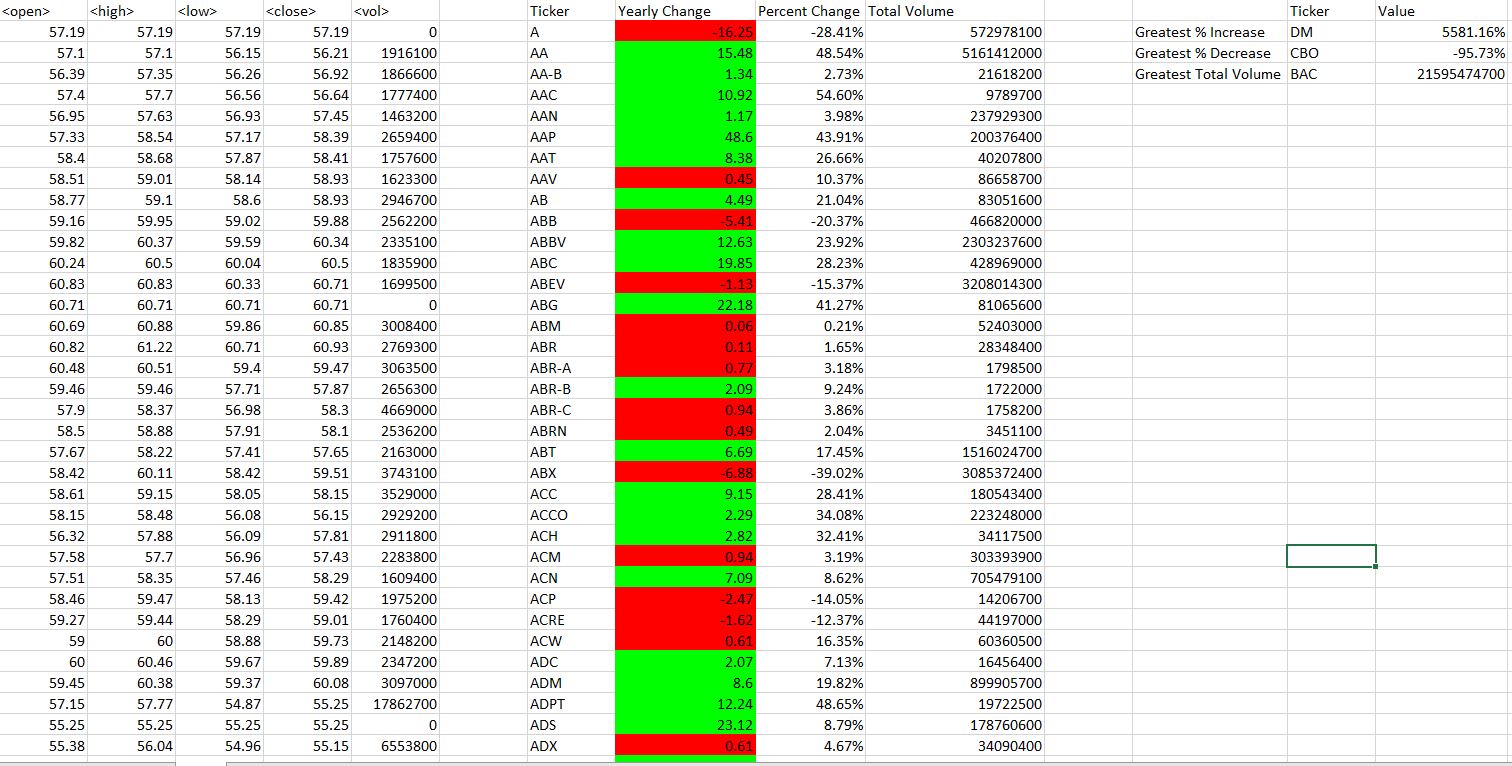 <open> <high> <low> <close> <vol> Ticker Yearly Change Percent Change Total Volume Ticker Value
57.19 57.19 57.19 57.19 0 A -16.25 -28.41% 572978100 Greatest % Increase DM 5581.16%
57.1 57.1 56.15 56.21 1916100 AA 15.48 48.54% 5161412000 Greatest % Decrease CBO -95.73%
56.39 57.35 56.26 56.92 1866600 AA-B 1.34 2.73% 21618200 Greatest Total Volume BAC 21595474700
57.4 57.7 56.56 56.64 1777400 AAC 10.92 54.60% 9789700
56.95 57.63 56.93 57.45 1463200 AAN 1.17 3.98% 237929300
57.33 58.54 57.17 58.39 2659400 AAP 48.6 43.91% 200376400
58.4 58.68 57.87 58.41 1757600 AAT 8.38 26.66% 40207800
58.51 59.01 58.14 58.93 1623300 AAV 0.45 10.37% 86658700
58.77 59.1 58.6 58.93 2946700 AB 4.49 21.04% 83051600
59.16 59.95 59.02 59.88 2562200 ABB -5.41 -20.37% 466820000
59.82 60.37 59.59 60.34 2335100 ABBV 12.63 23.92% 2303237600
60.24 60.5 60.04 60.5 1835900 ABC 19.85 28.23% 428969000
60.83 60.83 60.33 60.71 1699500 ABEV -1.13 -15.37% 3208014300
60.71 60.71 60.71 60.71 0 ABG 22.18 41.27% 81065600
60.69 60.88 59.86 60.85 3008400 ABM 0.06 0.21% 52403000
60.82 61.22 60.71 60.93 2769300 ABR 0.11 1.65% 28348400
60.48 60.51 59.4 59.47 3063500 ABR-A 0.77 3.18% 1798500
59.46 59.46 57.71 57.87 2656300 ABR-B 2.09 9.24% 1722000
57.9 58.37 56.98 58.3 4669000 ABR-C 0.94 3.86% 1758200
58.5 58.88 57.91 58.1 2536200 ABRN 0.49 2.04% 3451100
57.67 58.22 57.41 57.65 2163000 ABT 6.69 17.45% 1516024700
58.42 60.11 58.42 59.51 3743100 ABX -6.88 -39.02% 3085372400
58.61 59.15 58.05 58.15 3529000 ACC 9.15 28.41% 180543400
58.15 58.48 56.08 56.15 2929200 ACCO 2.29 34.08% 223248000
56.32 57.88 56.09 57.81 2911800 ACH 2.82 32.41% 34117500
57.58 57.7 56.96 57.43 2283800 ACM 0.94 3.19% 303393900
57.51 58.35 57.46 58.29 1609400 ACN 7.09 8.62% 705479100
58.46 59.47 58.13 59.42 1975200 ACP -2.47 -14.05% 14206700
59.27 59.44 58.29 59.01 1760400 ACRE -1.62 -12.37% 44197000
59 60 58.88 59.73 2148200 ACW 0.61 16.35% 60360500
60 60.46 59.67 59.89 2347200 ADC 2.07 7.13% 16456400
59.45 60.38 59.37 60.08 3097000 ADM 8.6 19.82% 899905700
57.15 57.77 54.87 55.25 17862700 ADPT 12.24 48.65% 19722500
55.25 55.25 55.25 55.25 0 ADS 23.12 8.79% 178760600
55.38 56.04 54.96 55.15 6553800 ADX 0.61 4.67% 34090400